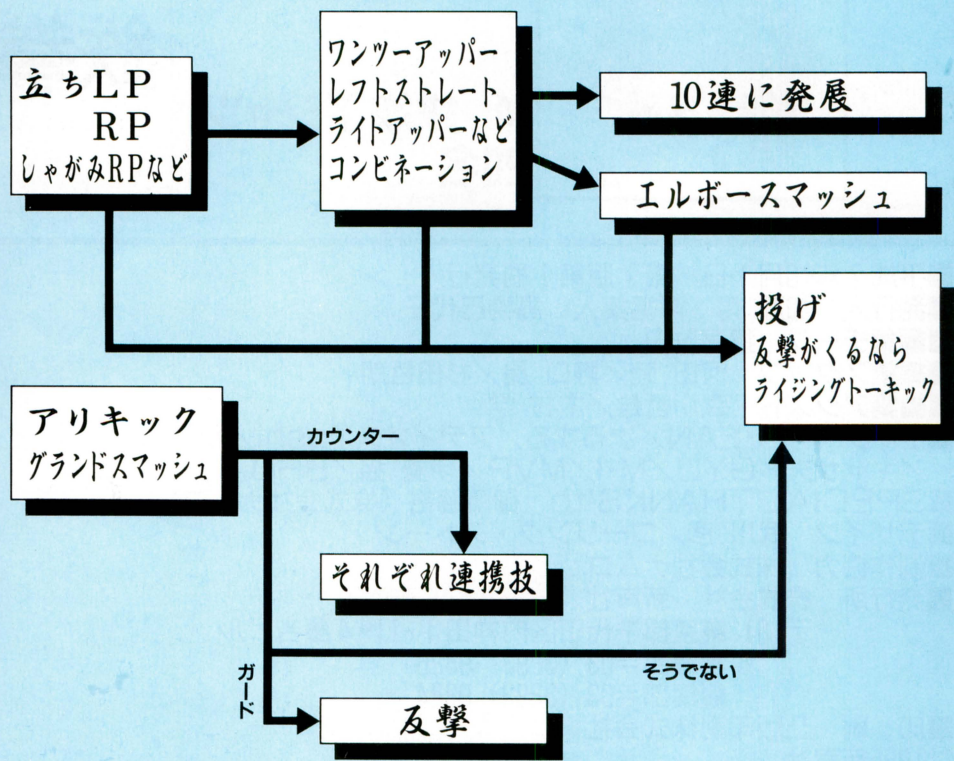 立ちLP
RP
しゃがみRPなど
ワンツーアッパー
レフトストレート
ライトアッパーなど
コンビネーション
10連に発展
エルボースマッシュ
投げ
反撃がくるなら
ライジングトーキック
アリキック
グランドスマッシュ
カウンター
それぞれ連携技
そうでない
ガード
反撃